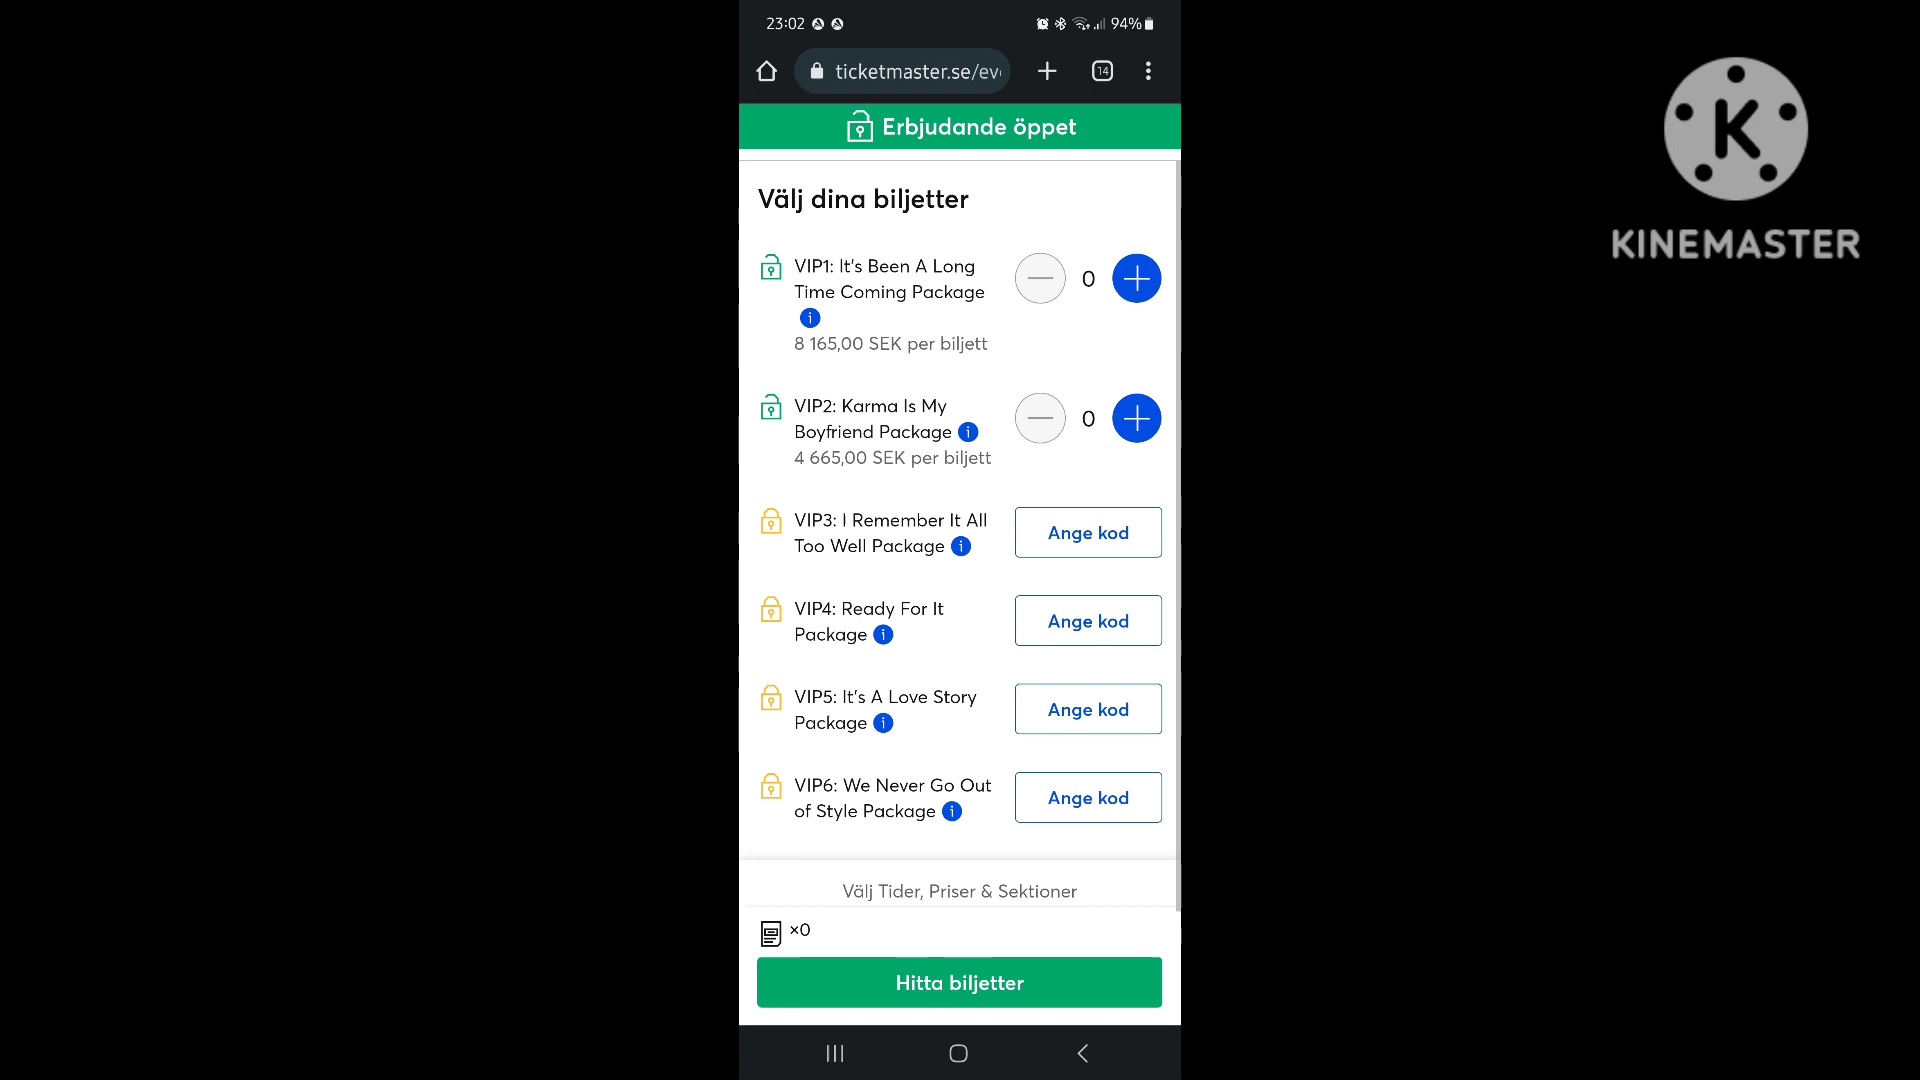 23:02
94%
ticketmaster.se/ev
14
K
KINEMASTER
Erbjudande öppet
Välj dina biljetter
VIP1: It's Been A Long
Time Coming Package
8 165,00 SEK per biljett
0
VIP2: Karma Is My
Boyfriend Package
4 665,00 SEK per biljett
0
VIP3: I Remember It All
Too Well Package
Ange kod
VIP4: Ready For It
Package
Ange kod
VIP5: It's A Love Story
Package
Ange kod
VIP6: We Never Go Out
of Style Package
Ange kod
Välj Tider, Priser & Sektioner
×0
Hitta biljetter